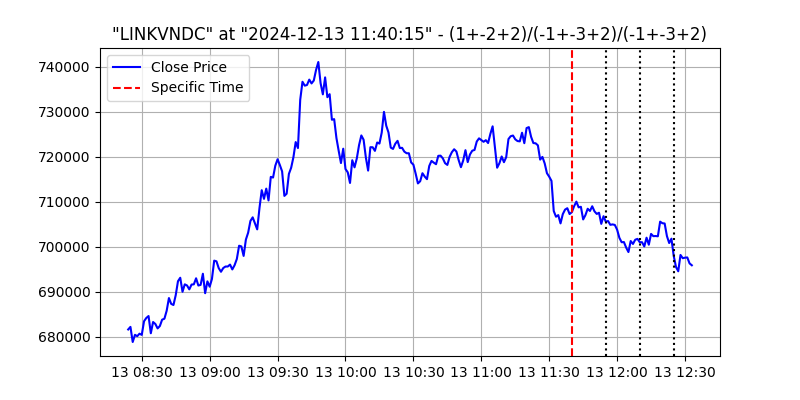 "LINKVNDC" at "2024-12-13 11:40:15" - (1+-2+2)/(-1+-3+2)/(-1+-3+2)
Close Price
Specific Time
740000
730000
720000
710000
700000
690000
680000
13 08:30 13 09:00 13 09:30 13 10:00 13 10:30 13 11:00 13 11:30 13 12:00 13 12:30